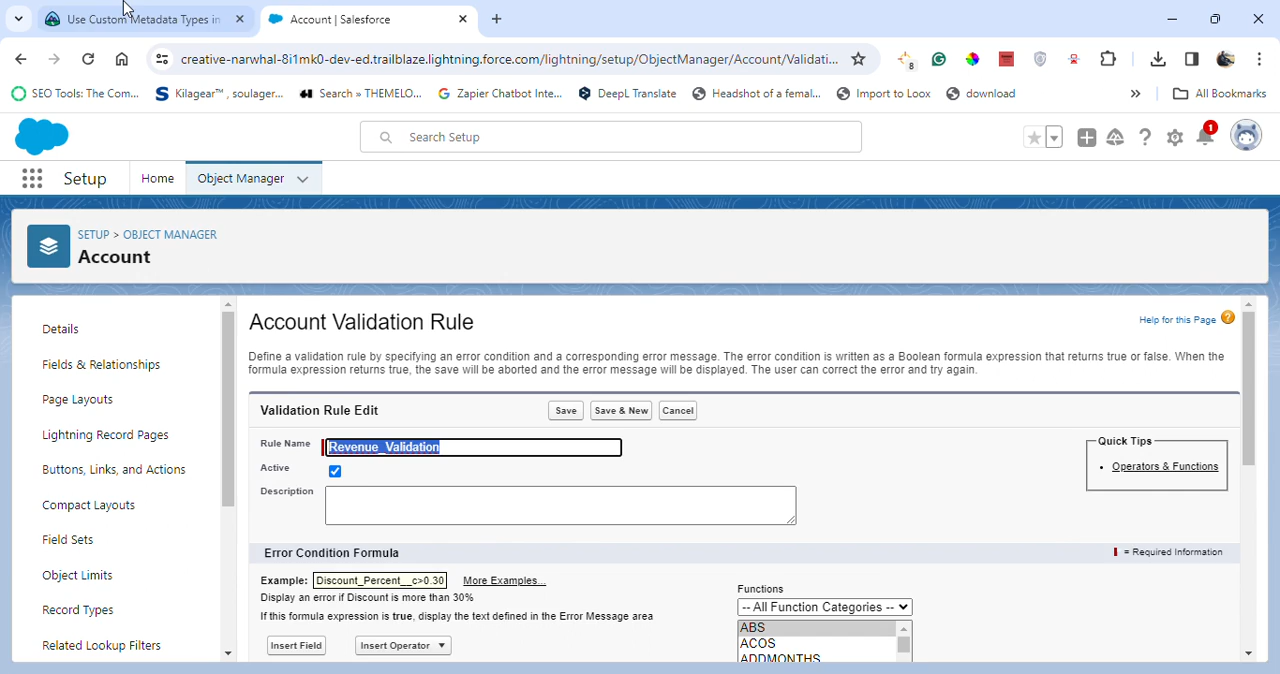 Use Custom Metadata Types in
Account | Salesforce
creative-narwhal-8i1mk0-dev-ed.trailblaze.lightning.force.com/lightning/setup/ObjectManager/Account/Validati...
8
SEO Tools: The Com...
Kilagear™ , soulager...
Search » THEMELO...
Zapier Chatbot Inte...
DeepL Translate
Headshot of a femal...
Import to Loox
download
»
All Bookmarks
Search Setup
1
Setup
Home
Object Manager
SETUP > OBJECT MANAGER
Account
Details
Fields & Relationships
Page Layouts
Lightning Record Pages
Buttons, Links, and Actions
Compact Layouts
Field Sets
Object Limits
Record Types
Related Lookup Filters
Account Validation Rule
Help for this Page
Define a validation rule by specifying an error condition and a corresponding error message. The error condition is written as a Boolean formula expression that returns true or false. When the
formula expression returns true, the save will be aborted and the error message will be displayed. The user can correct the error and try again.
Validation Rule Edit
Save
Save & New
Cancel
Rule Name
Revenue_Validation
Active
Description
Quick Tips
• Operators & Functions
Error Condition Formula
= Required Information
Example:
Discount_Percent__c>0.30
More Examples...
Display an error if Discount is more than 30%
If this formula expression is true, display the text defined in the Error Message area
Insert Field
Insert Operator
Functions
-- All Function Categories --
ABS
ACOS
ADDMONTHS